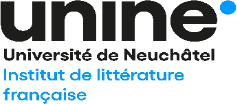 unine
Université de Neuchâtel
Institut de littérature
française